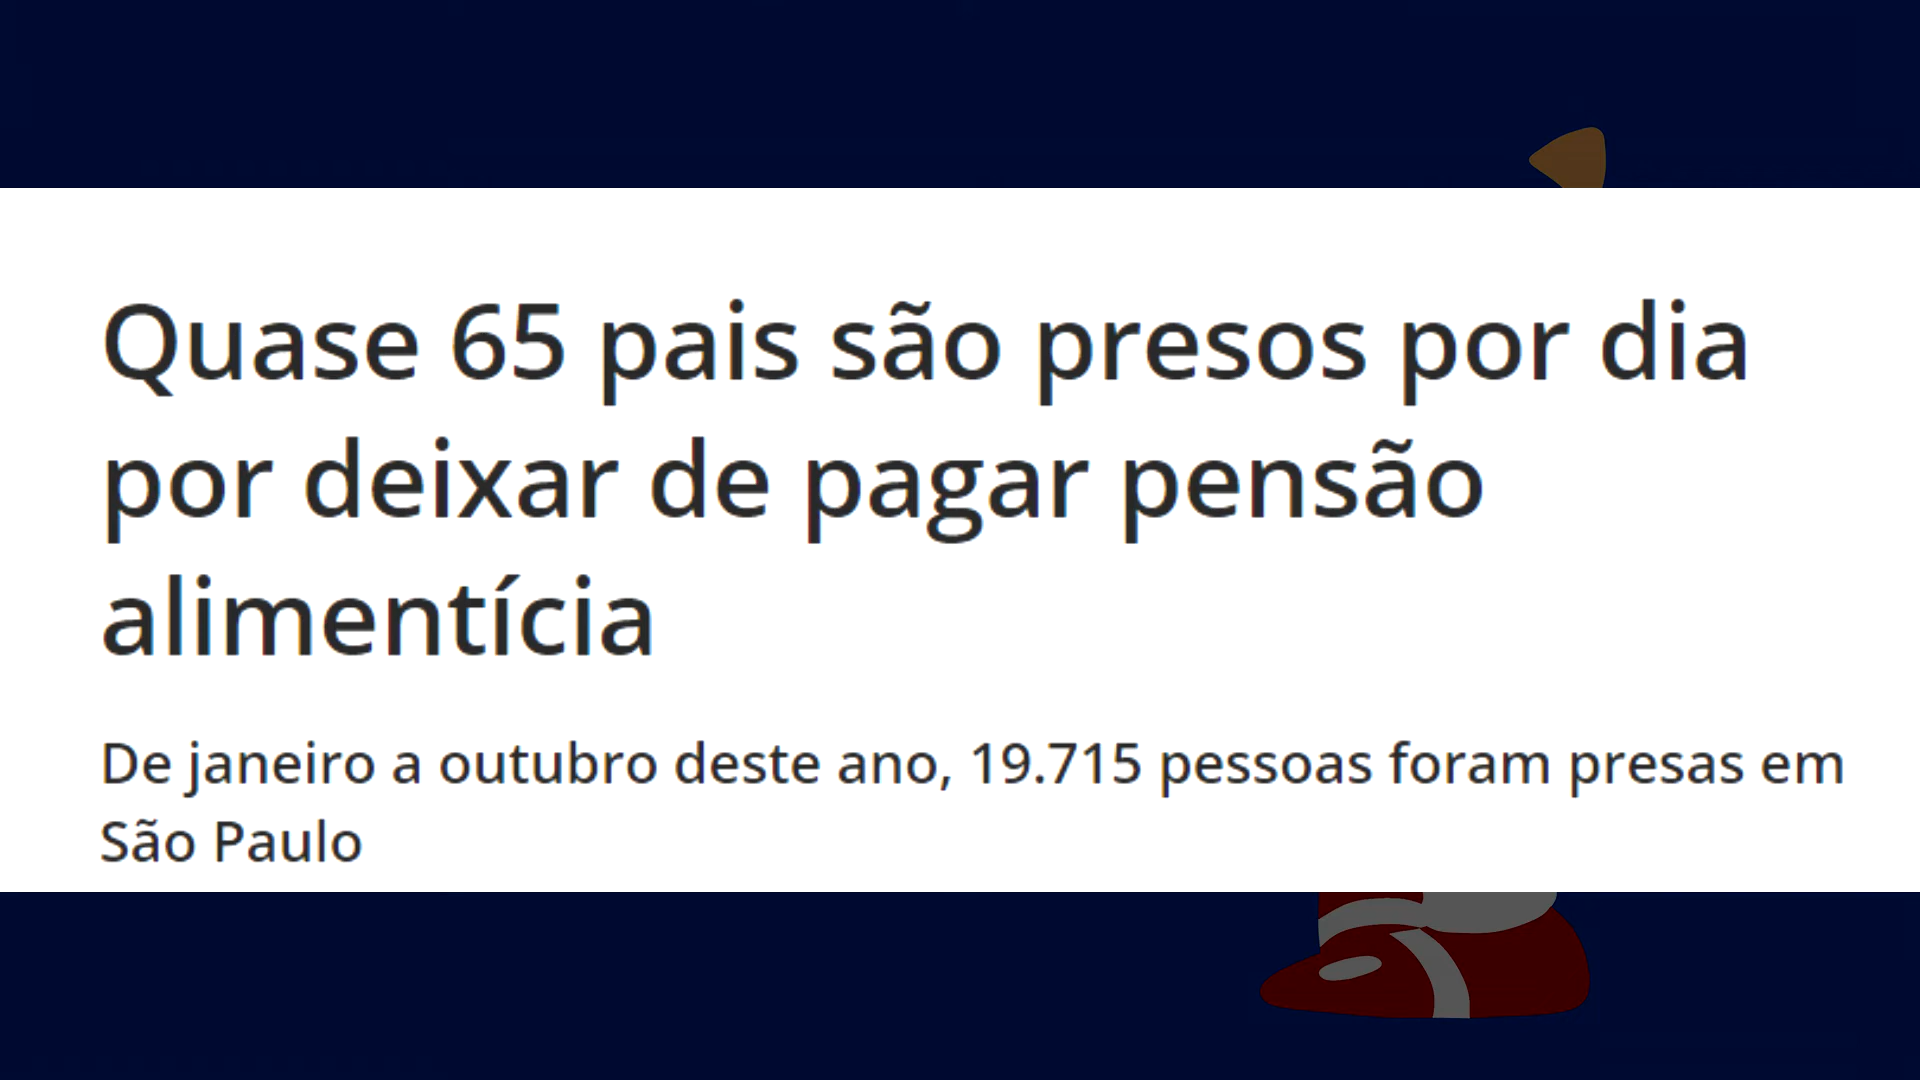 Quase 65 pais são presos por dia
por deixar de pagar pensão
alimentícia
De janeiro a outubro deste ano, 19.715 pessoas foram presas em
São Paulo